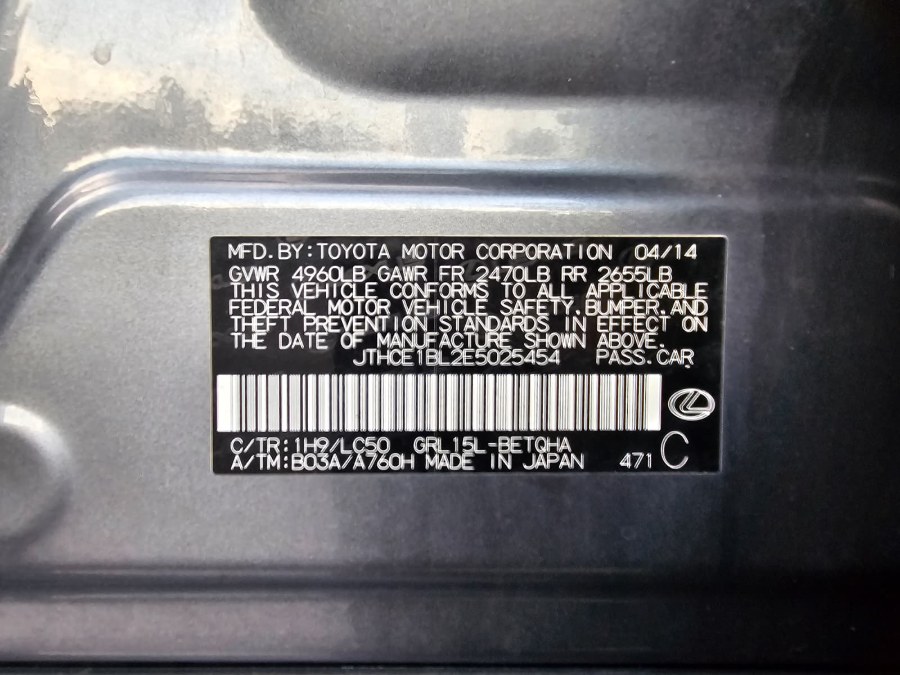 MFD.BY:TOYOTA MOTOR CORPORATION 04/14
GVWR 4960LB GAWR FR 2470LB RR 2655LB
THIS VEHICLE CONFORMS TO ALL APPLICABLE
FEDERAL MOTOR VEHICLE SAFETY,BUMPER,AND
THEFT PREVENTION STANDARDS IN EFFECT ON
THE DATE OF MANUFACTURE SHOWN ABOVE.
JTHCE1BL2E5025454 PASS.CAR
C/TR:1H9/LC50 GRL15L-BETQHA
A/TM:B03A/A760H MADE IN JAPAN 471 C